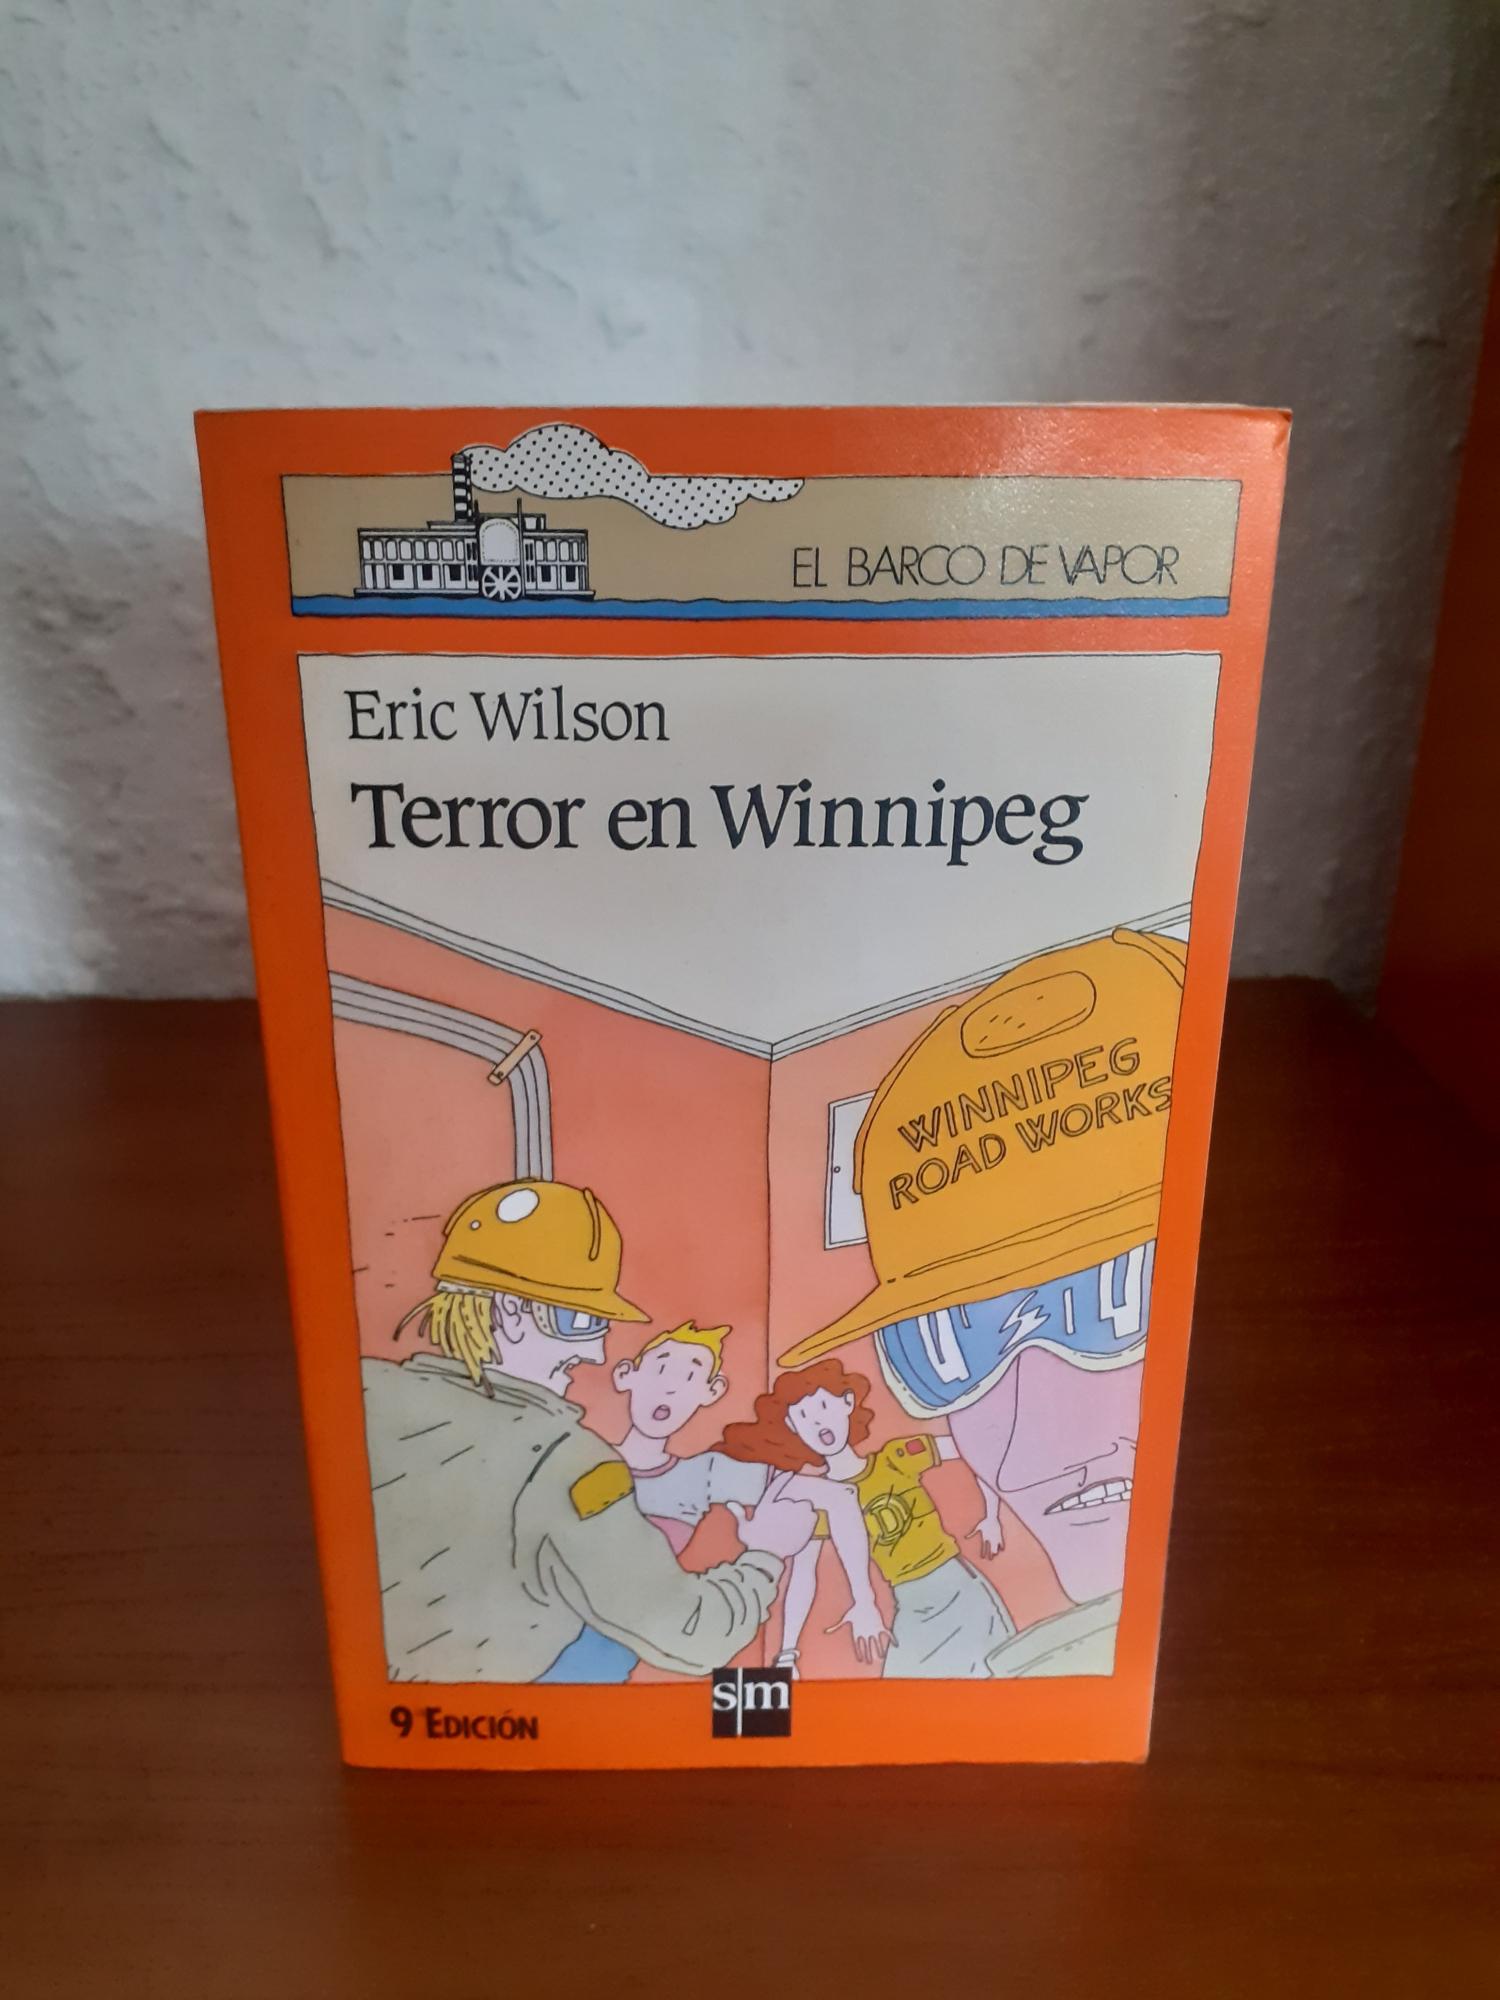 EL BARCO DE VAPOR
Eric Wilson
Terror en Winnipeg
WINNIPEG
ROAD WORKS
D
9 EDICIÓN
sm